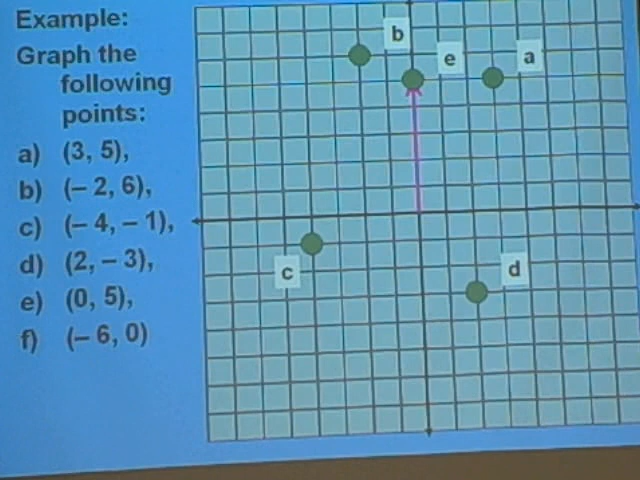 Example:
Graph the
following
points:
a) (3, 5),
b) (– 2, 6),
c) (– 4, – 1),
d) (2, – 3),
e) (0, 5),
f) (– 6, 0)
b
e
a
c
d